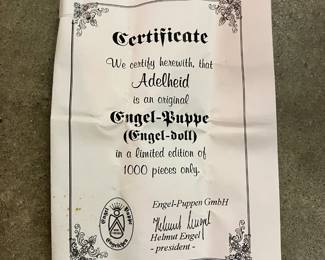 Certificate
We certify herewith, that
Adelheid
is an original
Engel-Puppe
(Engel-doll)
in a limited edition of
1000 pieces only.
Engel-Puppen GmbH
Helmut Engel
- president -